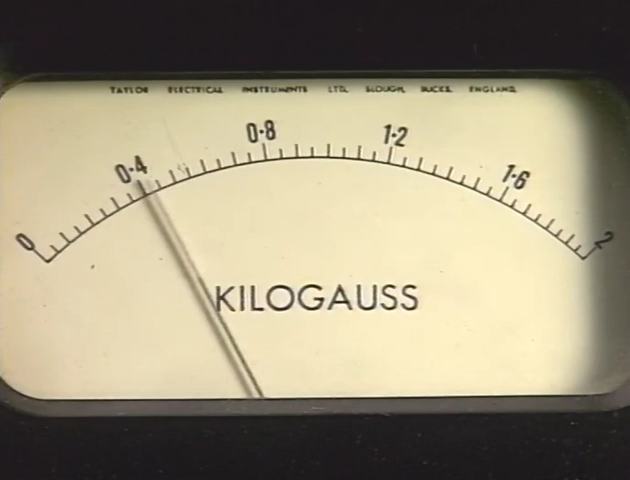 TAYLOR ELECTRICAL INSTRUMENTS LTD. SLOUGH, BUCKS. ENGLAND.
0 0·4 0·8 1·2 1·6 2
KILOGAUSS